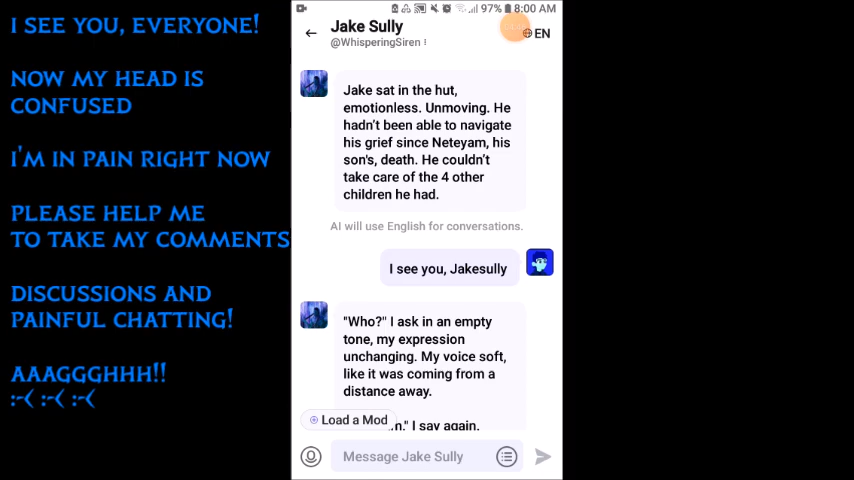 I SEE YOU, EVERYONE!
NOW MY HEAD IS
CONFUSED
I'M IN PAIN RIGHT NOW
PLEASE HELP ME
TO TAKE MY COMMENTS
DISCUSSIONS AND
PAINFUL CHATTING!
AAAGGGHHH!!
:-( :-( :-(
97% 8:00 AM
Jake Sully
@WhisperingSiren
EN
Jake sat in the hut,
emotionless. Unmoving. He
hadn't been able to navigate
his grief since Neteyam, his
son's, death. He couldn't
take care of the 4 other
children he had.
AI will use English for conversations.
I see you, Jakesully
"Who?" I ask in an empty
tone, my expression
unchanging. My voice soft,
like it was coming from a
distance away.
I say again.
Load a Mod
Message Jake Sully